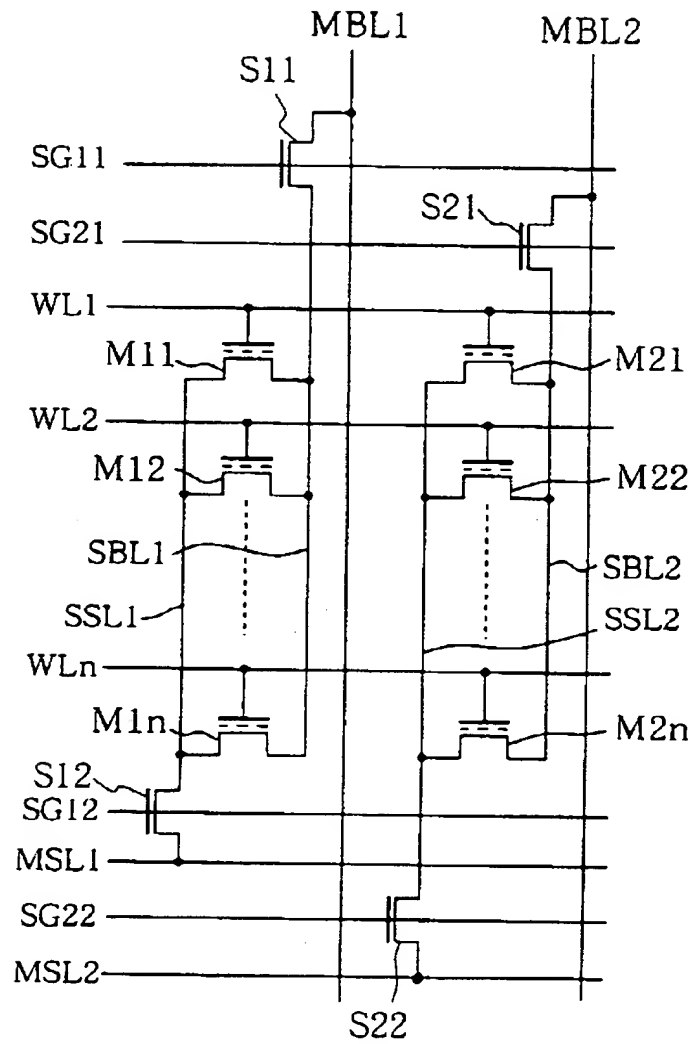 MBL1 MBL2
S11
SG11
S21
SG21
WL1
M11 M21
WL2
M12 M22
SBL1 SBL2
SSL1 SSL2
WLn
M1n M2n
S12
SG12
MSL1
SG22
MSL2
S22